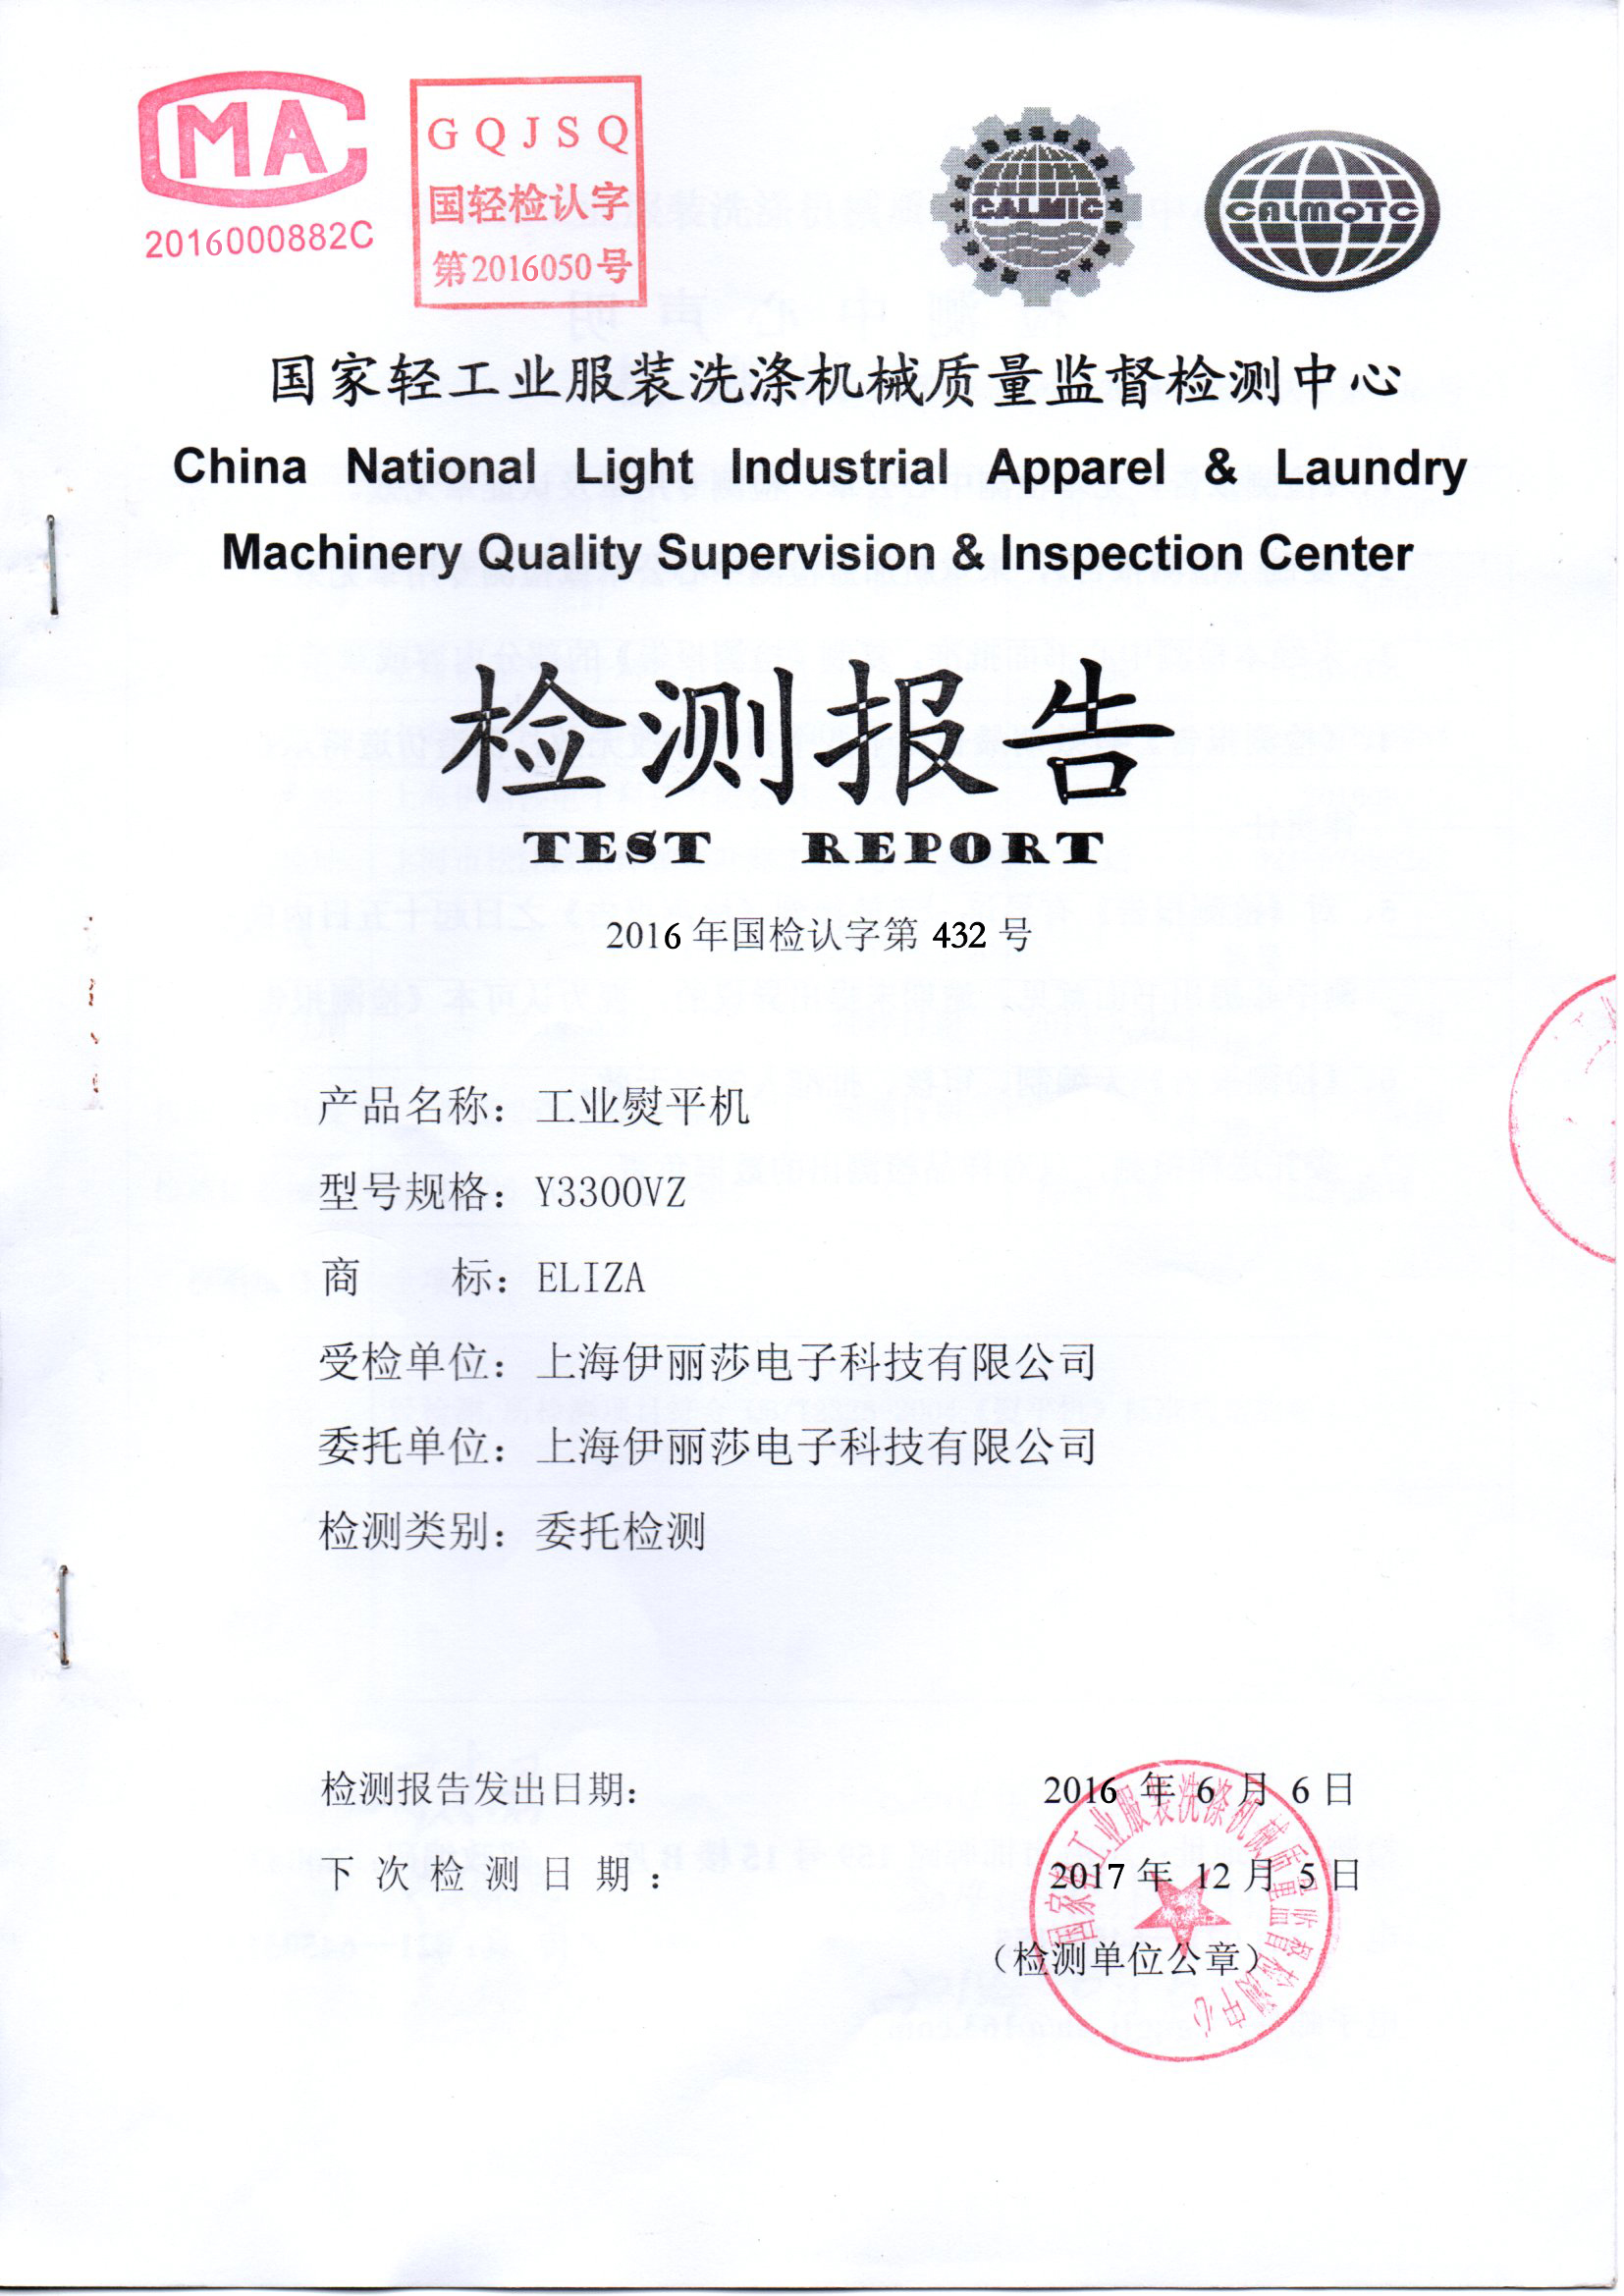 MA
2016000882C
GQJSQ
国轻检认字
第2016050号
CALMIC
CALMQTC
国家轻工业服装洗涤机械质量监督检测中心
China National Light Industrial Apparel & Laundry
Machinery Quality Supervision & Inspection Center
检测报告
TEST REPORT
2016年国检认字第 432 号
产品名称：工业熨平机
型号规格：Y3300VZ
商 标：ELIZA
受检单位：上海伊丽莎电子科技有限公司
委托单位：上海伊丽莎电子科技有限公司
检测类别：委托检测
检测报告发出日期： 2016 年 6 月 6日
下次检测日期： 2017年 12月 5日
（检测单位公章）
国家轻工业服装洗涤机械质量监督检测中心